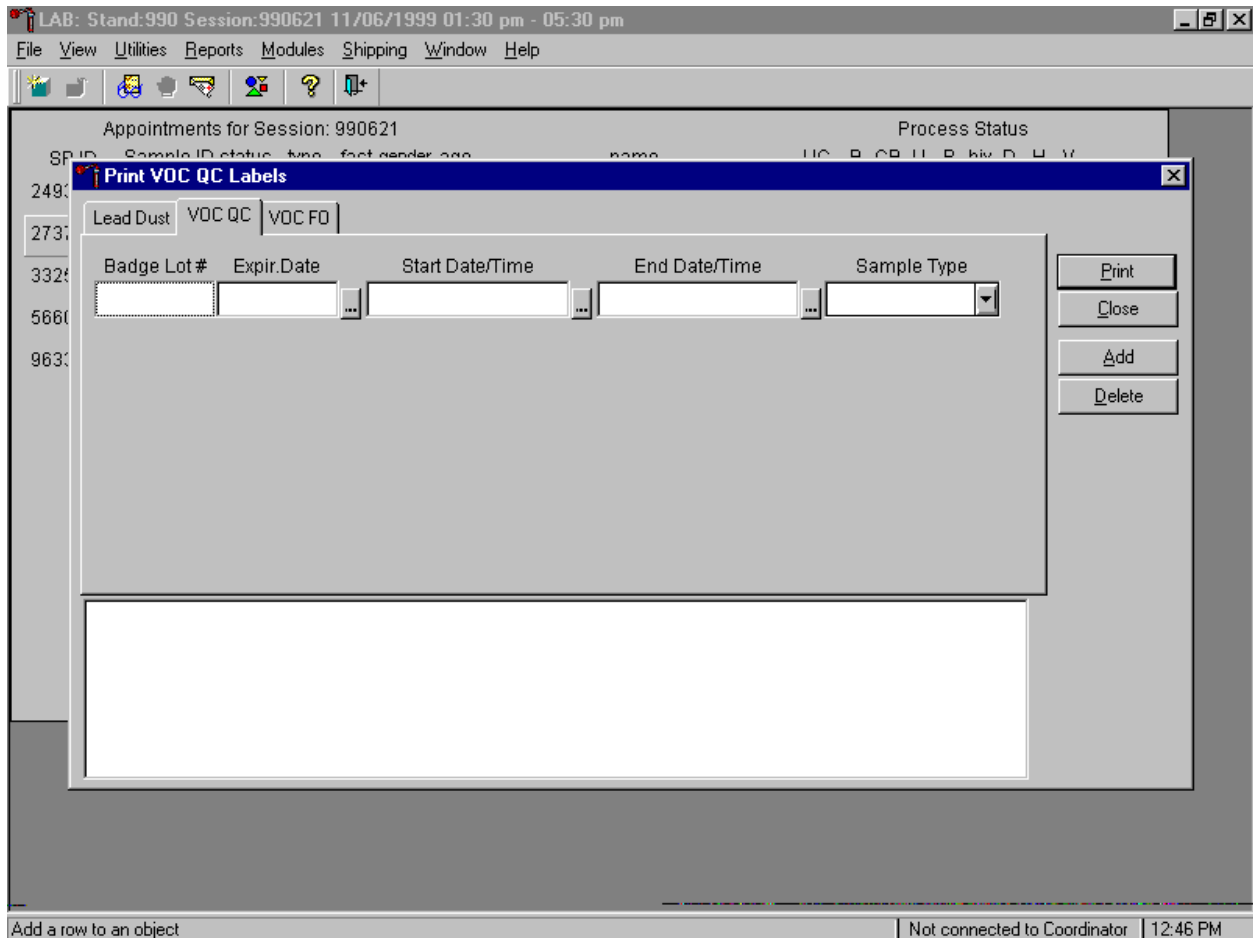 LAB: Stand:990 Session:990621 11/06/1999 01:30 pm - 05:30 pm
File View Utilities Reports Modules Shipping Window Help
Appointments for Session: 990621 Process Status
Print VOC QC Labels
2493
Lead Dust VOC QC VOC FO
2737
Badge Lot # Expir.Date Start Date/Time End Date/Time Sample Type
3325
Print
5660
Close
9633
Add
Delete
Add a row to an object Not connected to Coordinator 12:46 PM